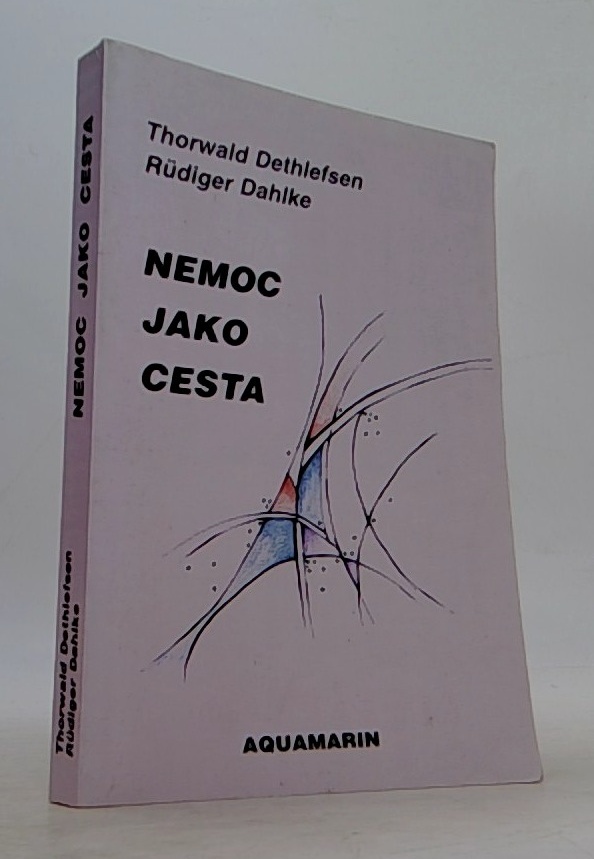 Thorwald Dethlefsen
Rüdiger Dahlke
NEMOC
JAKO
CESTA
AQUAMARIN
NEMOC JAKO CESTA
Thorwald Dethlefsen
Rüdiger Dahlke